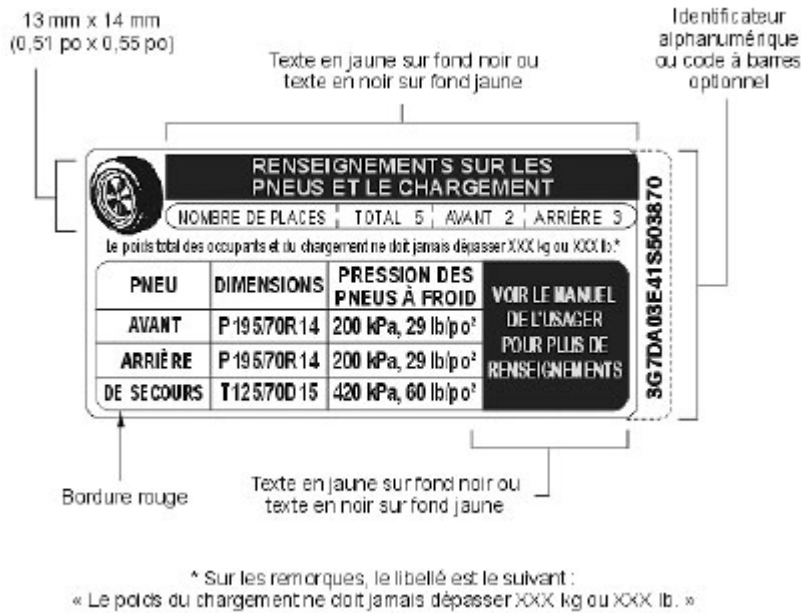 13 mm x 14 mm
(0,51 po x 0,55 po)
Texte en jaune sur fond noir ou
texte en noir sur fond jaune
Identificateur
alphanumérique
ou code à barres
optionnel
RENSEIGNEMENTS SUR LES
PNEUS ET LE CHARGEMENT
NOMBRE DE PLACES TOTAL 5 AVANT 2 ARRIÈRE 3
Le poids total des occupants et du chargement ne doit jamais dépasser XXX kg ou XXX lb.*
PNEU DIMENSIONS PRESSION DES
PNEUS À FROID
AVANT P195/70R14 200 kPa, 29 lb/po²
ARRIÈRE P195/70R14 200 kPa, 29 lb/po²
DE SECOURS T125/70D15 420 kPa, 60 lb/po²
VOIR LE MANUEL
DE L'USAGER
POUR PLUS DE
RENSEIGNEMENTS
3G7DA03E41S503870
Bordure rouge
Texte en jaune sur fond noir ou
texte en noir sur fond jaune
* Sur les remorques, le libellé est le suivant :
« Le poids du chargement ne doit jamais dépasser XXX kg ou XXX lb. »